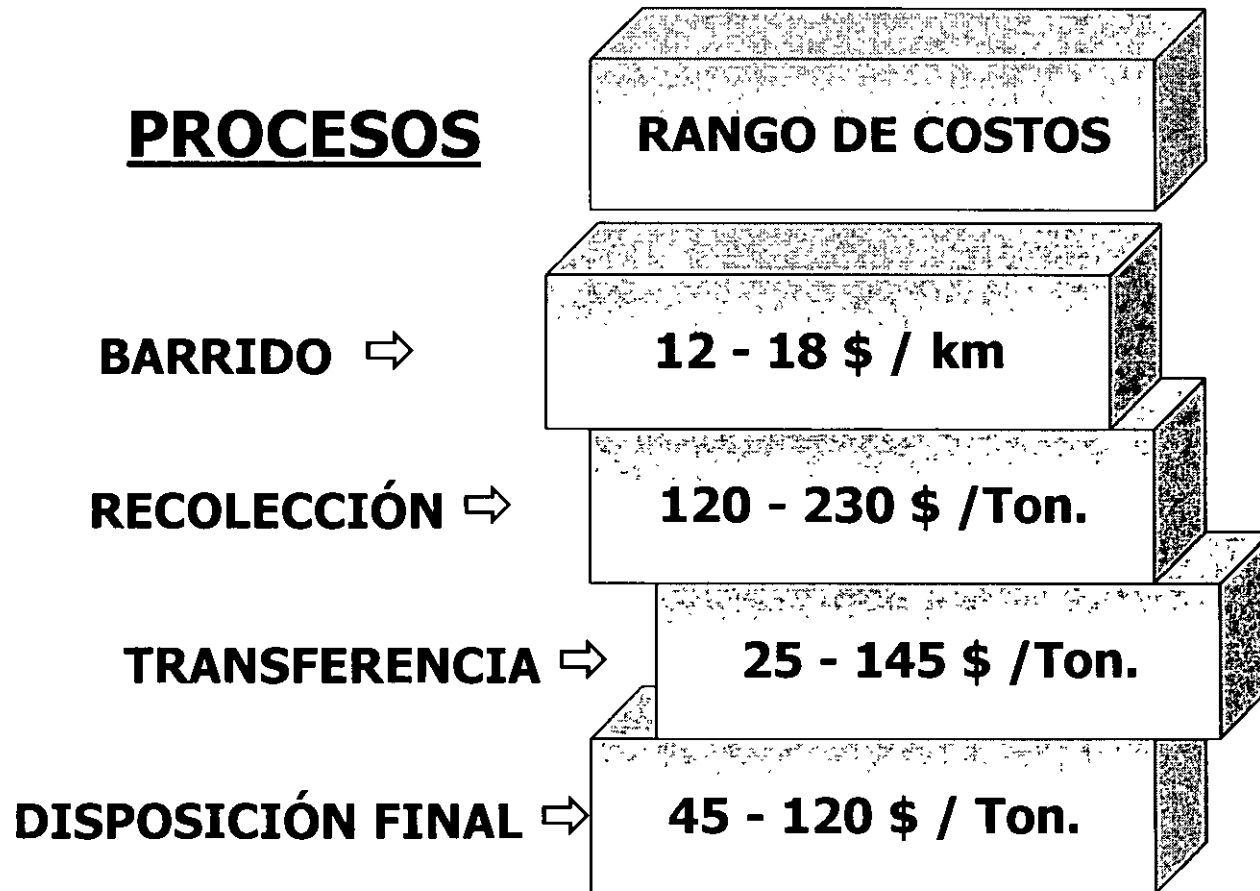 PROCESOS
RANGO DE COSTOS
BARRIDO ⇨ 12 - 18 $ / km
RECOLECCIÓN ⇨ 120 - 230 $ /Ton.
TRANSFERENCIA ⇨ 25 - 145 $ /Ton.
DISPOSICIÓN FINAL ⇨ 45 - 120 $ / Ton.